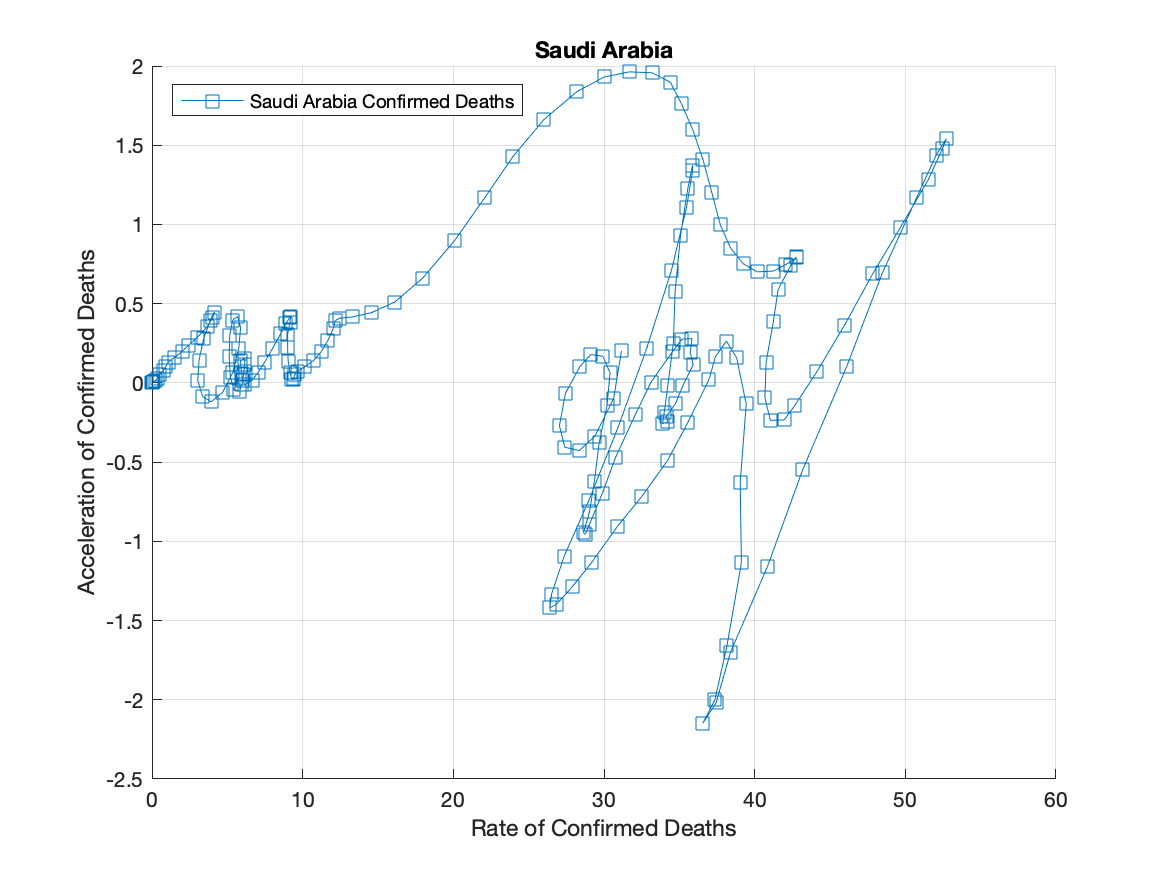 Saudi Arabia
Saudi Arabia Confirmed Deaths
2
1.5
1
0.5
0
-0.5
-1
-1.5
-2
-2.5
Acceleration of Confirmed Deaths
0 10 20 30 40 50 60
Rate of Confirmed Deaths